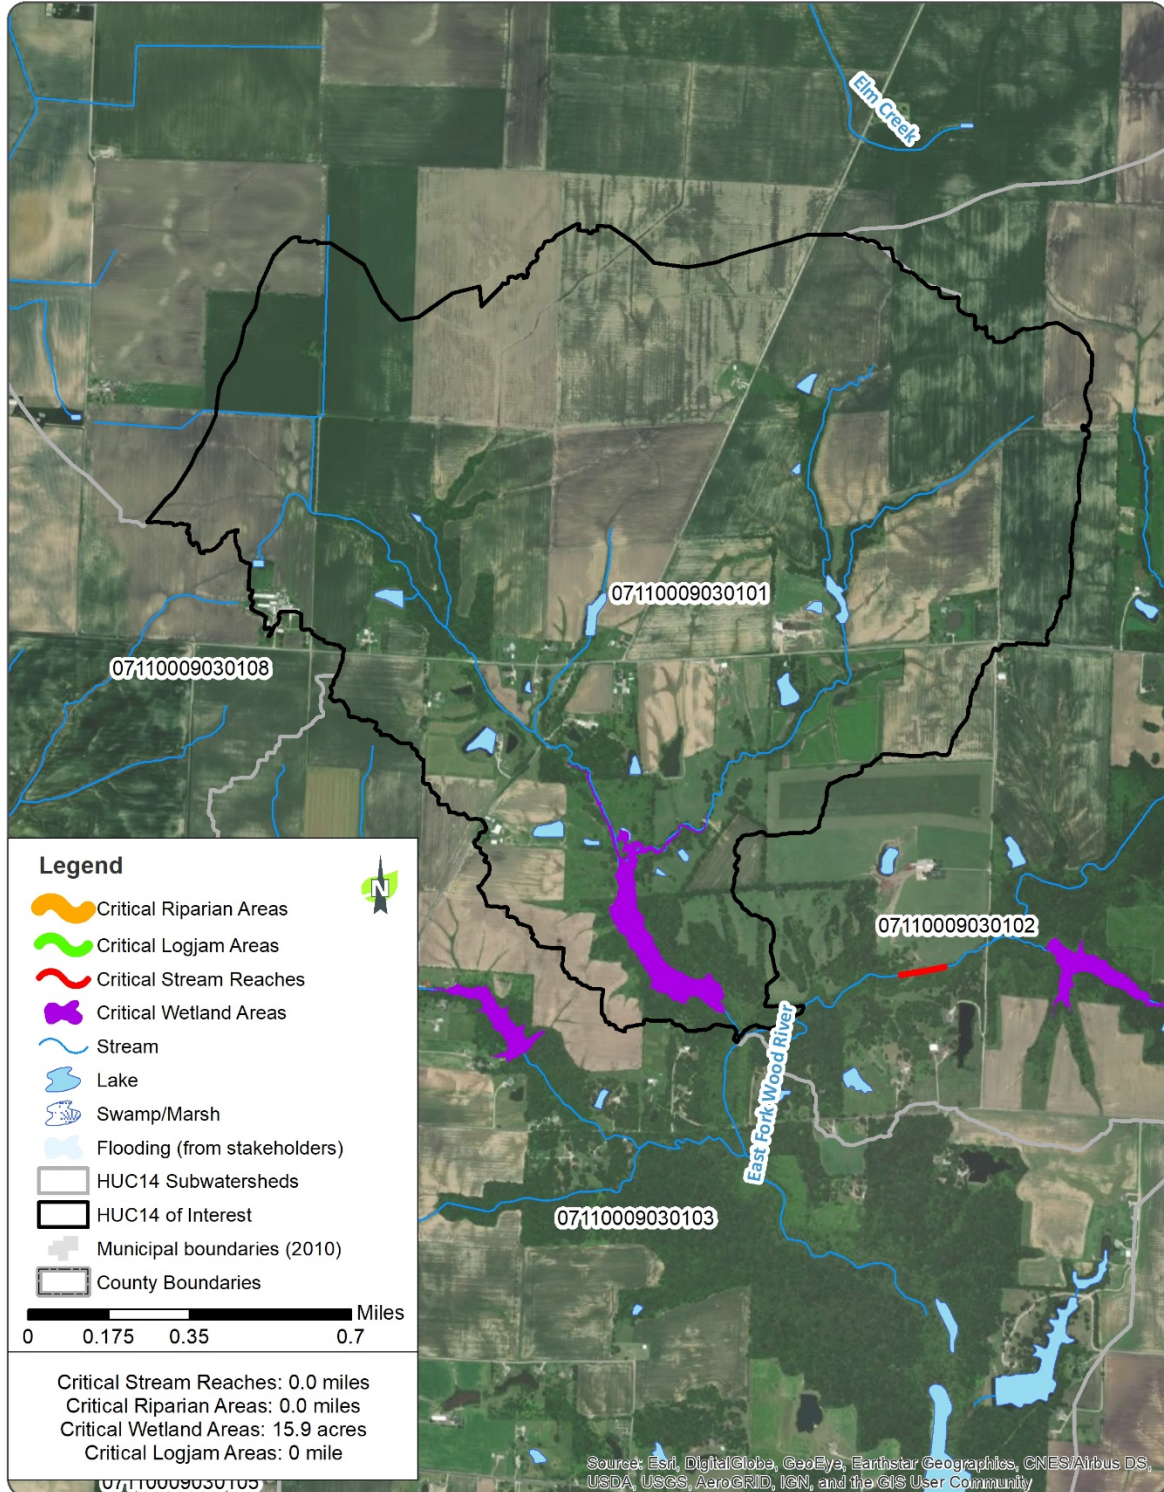 Elm Creek
07110009030101
07110009030108
07110009030102
East Fork Wood River
07110009030103
Legend
N
Critical Riparian Areas
Critical Logjam Areas
Critical Stream Reaches
Critical Wetland Areas
Stream
Lake
Swamp/Marsh
Flooding (from stakeholders)
HUC14 Subwatersheds
HUC14 of Interest
Municipal boundaries (2010)
County Boundaries
Miles
0 0.175 0.35 0.7
Critical Stream Reaches: 0.0 miles
Critical Riparian Areas: 0.0 miles
Critical Wetland Areas: 15.9 acres
Critical Logjam Areas: 0 mile
07110009030105
Source: Esri, DigitalGlobe, GeoEye, Earthstar Geographics, CNES/Airbus DS,
USDA, USGS, AeroGRID, IGN, and the GIS User Community